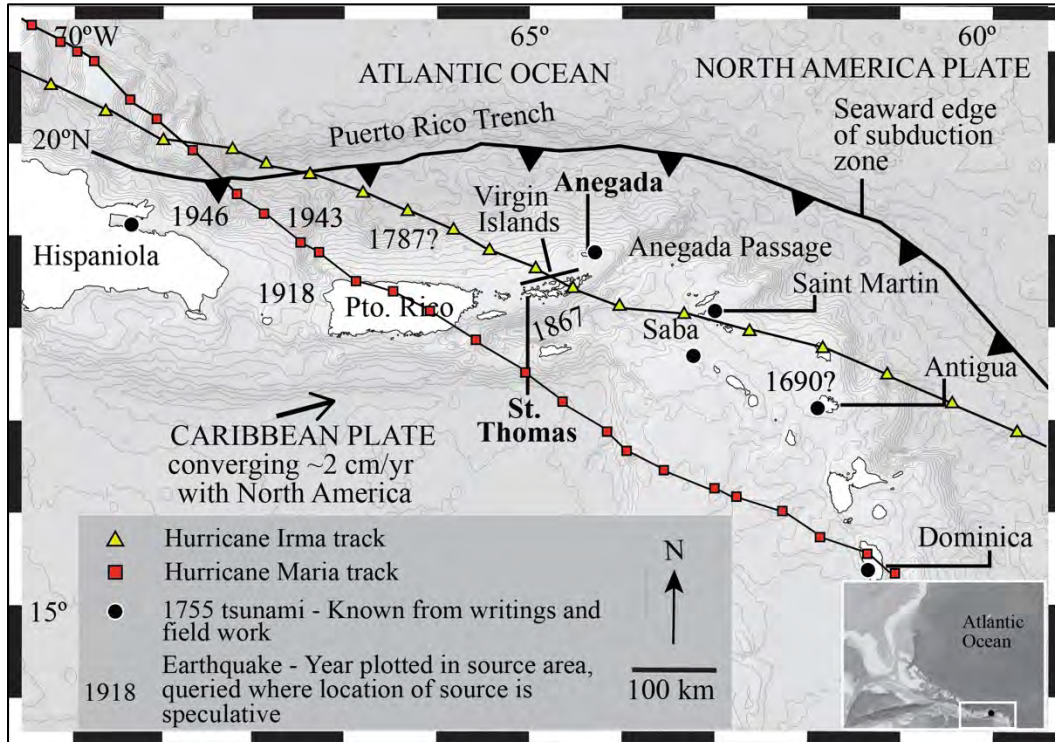 70ºW
65º
60º
ATLANTIC OCEAN
NORTH AMERICA PLATE
Seaward edge
of subduction
zone
Puerto Rico Trench
20ºN
Virgin
Islands
Anegada
1946
1943
1787?
Anegada Passage
Hispaniola
Saint Martin
1918
Pto. Rico
1867
Saba
Antigua
1690?
St.
Thomas
CARIBBEAN PLATE
converging ~2 cm/yr
with North America
N
Dominica
Hurricane Irma track
Hurricane Maria track
15º
1755 tsunami - Known from writings and
field work
1918
Earthquake - Year plotted in source area,
queried where location of source is
speculative
100 km
Atlantic
Ocean